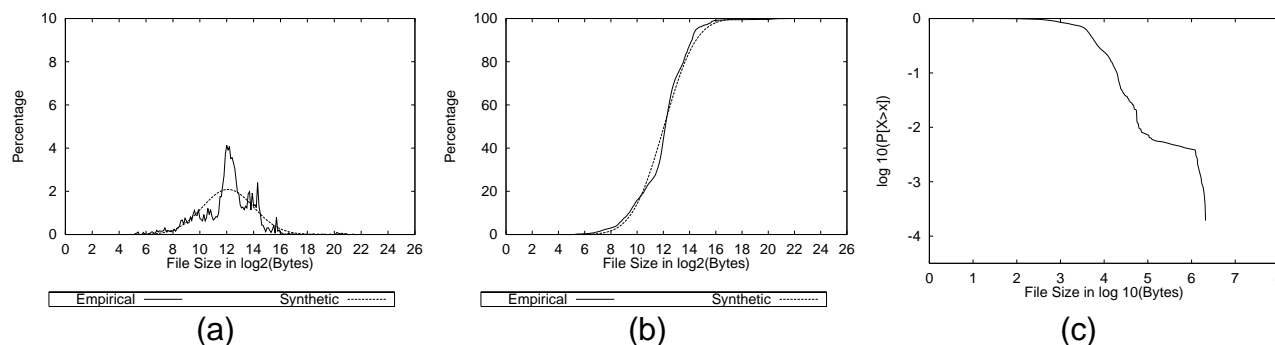 10
8
6
4
2
0
Percentage
0 2 4 6 8 10 12 14 16 18 20 22 24 26
File Size in log2(Bytes)
Empirical Synthetic
(a)
100
80
60
40
20
0
Percentage
0 2 4 6 8 10 12 14 16 18 20 22 24 26
File Size in log2(Bytes)
Empirical Synthetic
(b)
0
-1
-2
-3
-4
log 10(P[X>x])
0 1 2 3 4 5 6 7
File Size in log 10(Bytes)
(c)